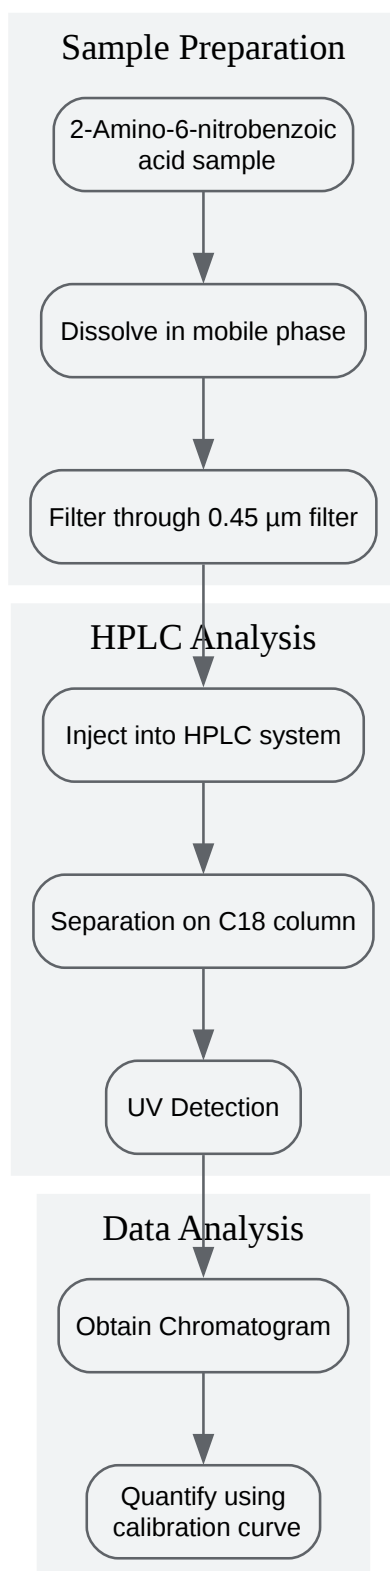 Sample Preparation
2-Amino-6-nitrobenzoic
acid sample
Dissolve in mobile phase
Filter through 0.45 µm filter
HPLC Analysis
Inject into HPLC system
Separation on C18 column
UV Detection
Data Analysis
Obtain Chromatogram
Quantify using
calibration curve